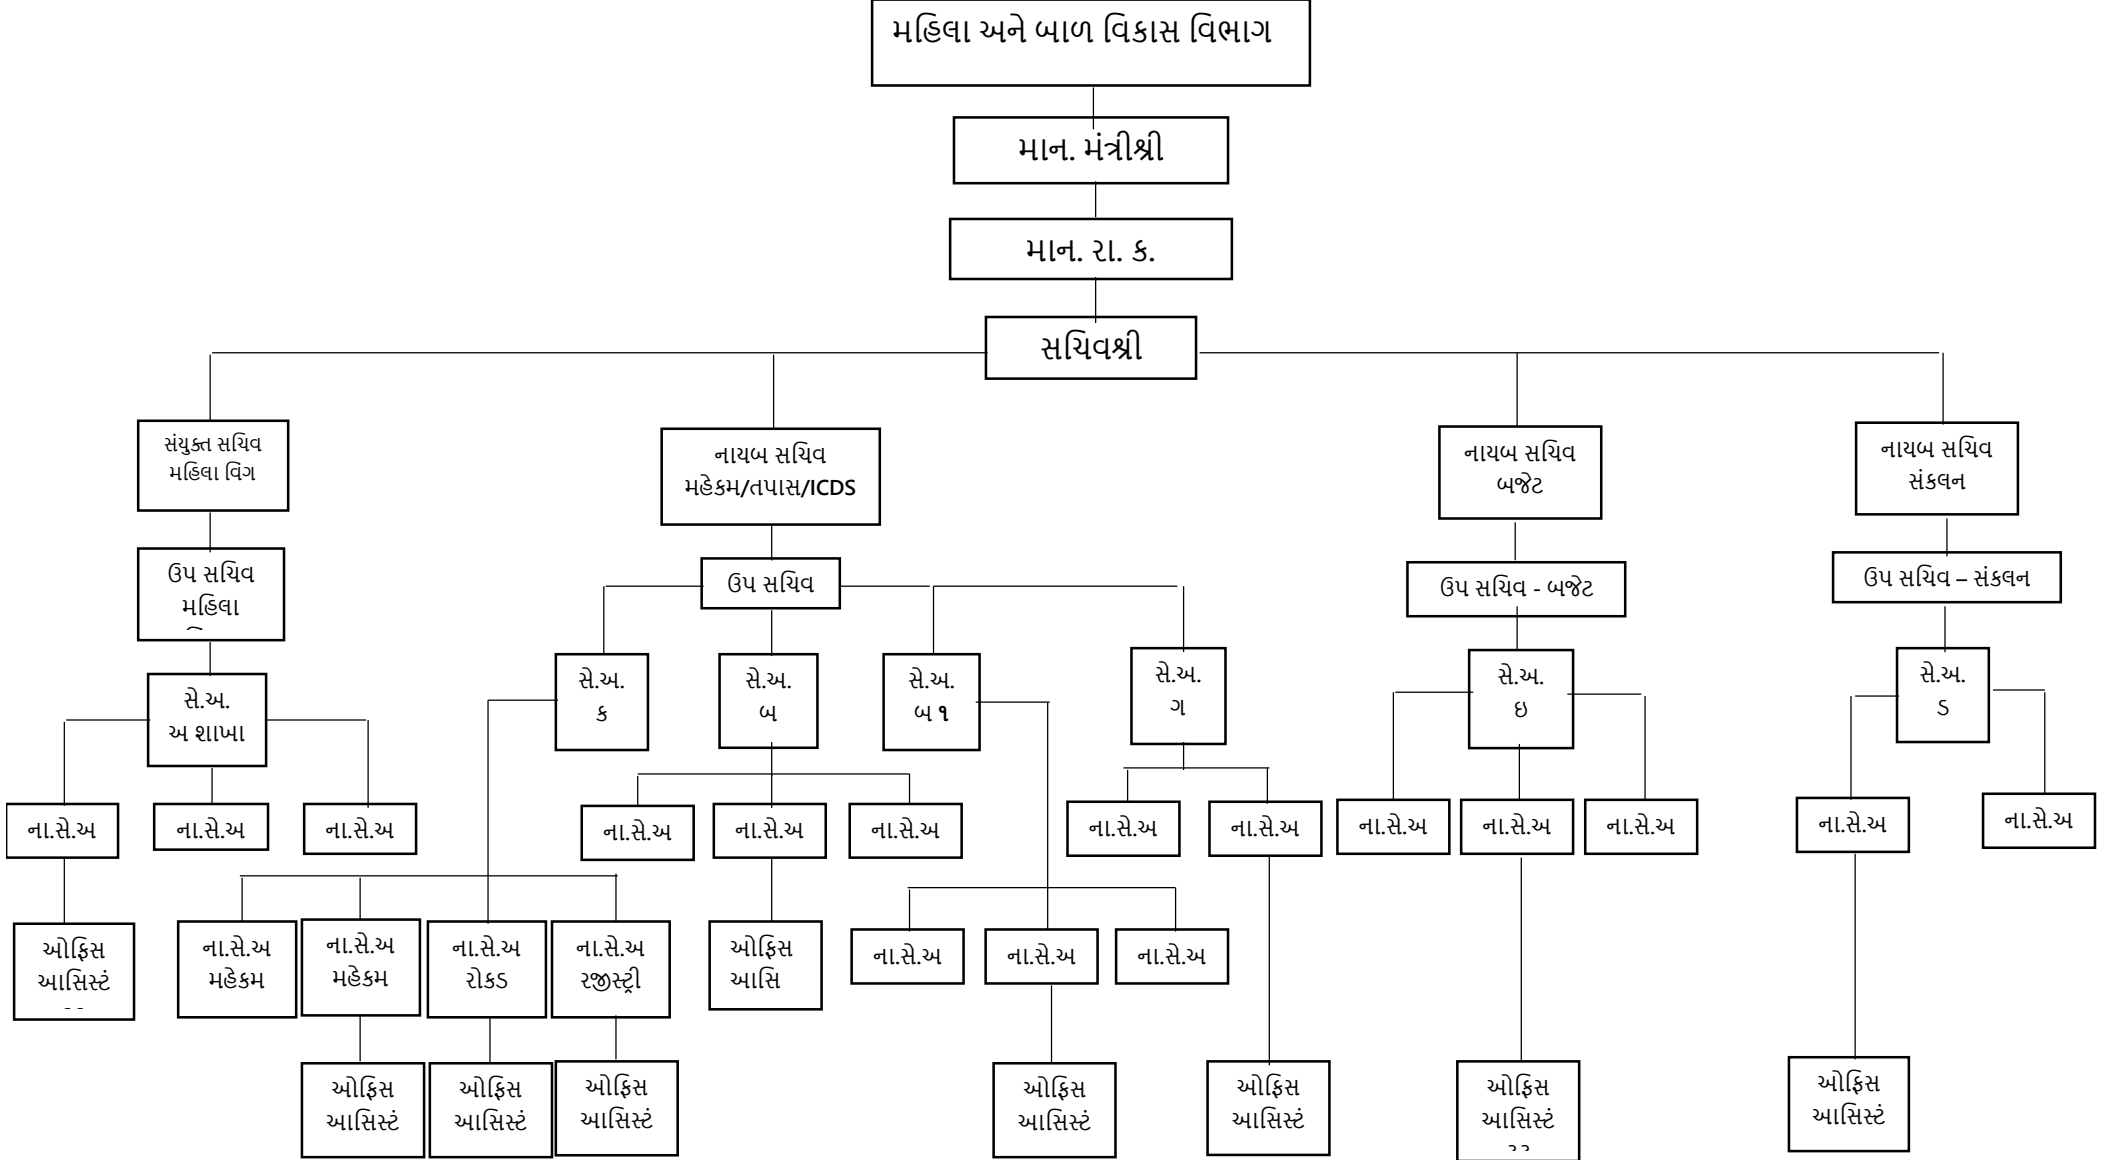 મહિલા અને બાળ વિકાસ વિભાગ
માન. મંત્રીશ્રી
માન. રા. ક.
સચિવશ્રી
સંયુક્ત સચિવ
મહિલા વિંગ
નાયબ સચિવ
મહેકમ/તપાસ/ICDS
નાયબ સચિવ
બજેટ
નાયબ સચિવ
સંકલન
ઉપ સચિવ
મહિલા
ઉપ સચિવ
ઉપ સચિવ - બજેટ
ઉપ સચિવ – સંકલન
સે.અ.
અ શાખા
સે.અ.
ક
સે.અ.
બ
સે.અ.
બ ૧
સે.અ.
ગ
સે.અ.
ઇ
સે.અ.
ડ
ના.સે.અ
ના.સે.અ
ના.સે.અ
ના.સે.અ
ના.સે.અ
ના.સે.અ
ના.સે.અ
ના.સે.અ
ના.સે.અ
ના.સે.અ
ના.સે.અ
ના.સે.અ
ના.સે.અ
ઓફિસ
આસિસ્ટં
ના.સે.અ
મહેકમ
ના.સે.અ
મહેકમ
ના.સે.અ
રોકડ
ના.સે.અ
રજીસ્ટ્રી
ઓફિસ
આસિ
ના.સે.અ
ના.સે.અ
ના.સે.અ
ઓફિસ
આસિસ્ટં
ઓફિસ
આસિસ્ટં
ઓફિસ
આસિસ્ટં
ઓફિસ
આસિસ્ટં
ઓફિસ
આસિસ્ટં
ઓફિસ
આસિસ્ટં
ઓફિસ
આસિસ્ટં